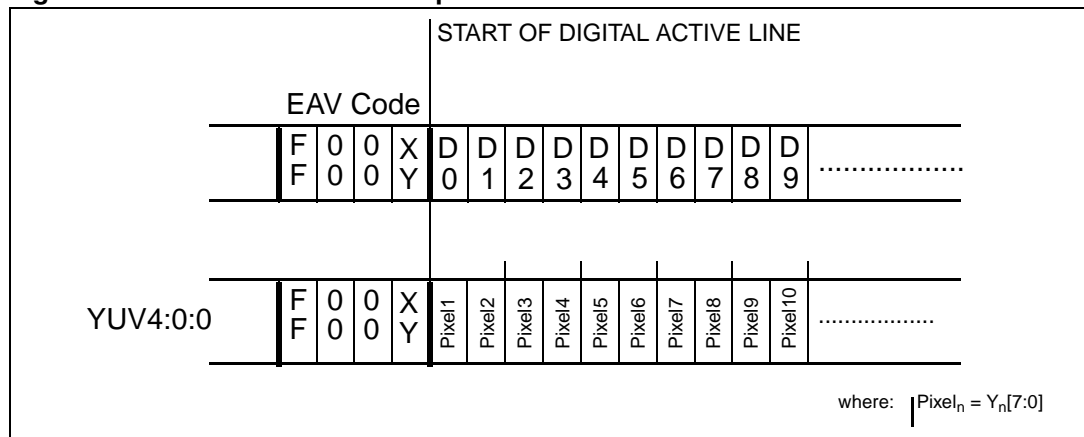 START OF DIGITAL ACTIVE LINE
EAV Code
F 0 0 X D D D D D D D D D D
F 0 0 Y 0 1 2 3 4 5 6 7 8 9 ..................
YUV4:0:0
F 0 0 X
F 0 0 Y
Pixel1 Pixel2 Pixel3 Pixel4 Pixel5 Pixel6 Pixel7 Pixel8 Pixel9 Pixel10 ..................
where: Pixelₙ = Yₙ[7:0]